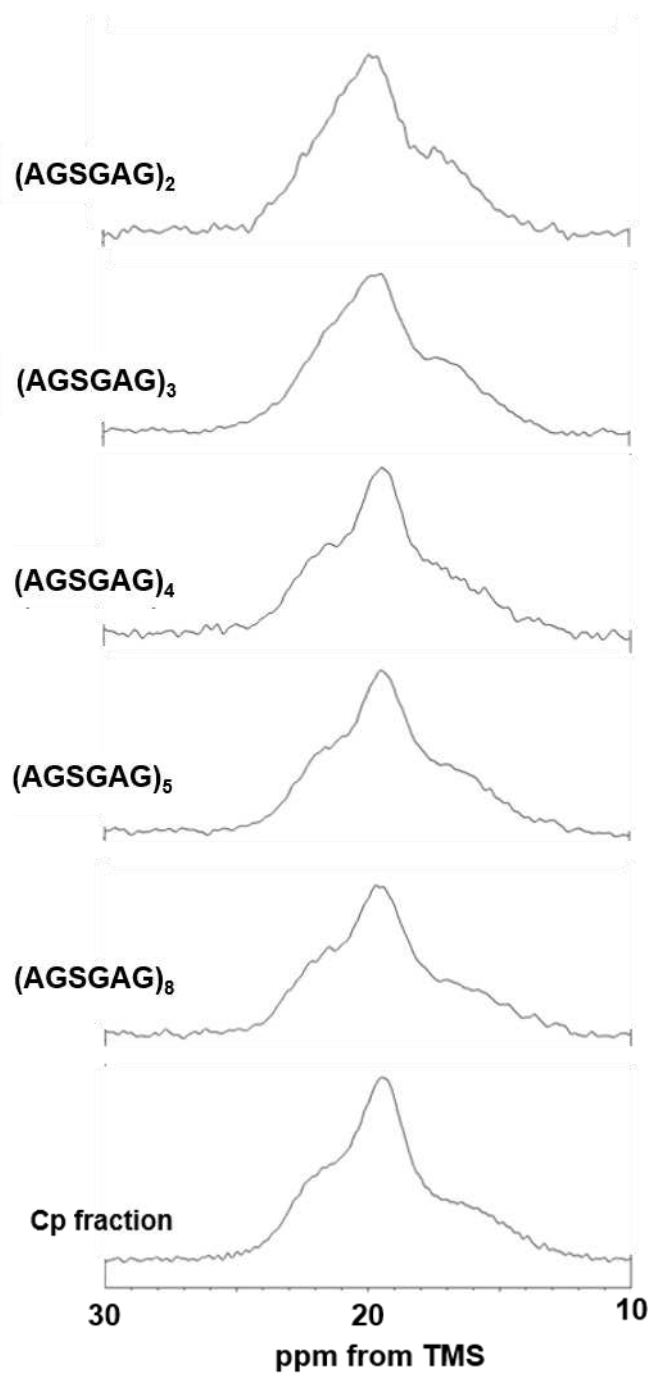 (AGSGAG)₂
(AGSGAG)₃
(AGSGAG)₄
(AGSGAG)₅
(AGSGAG)₈
Cp fraction
30 20 10
ppm from TMS